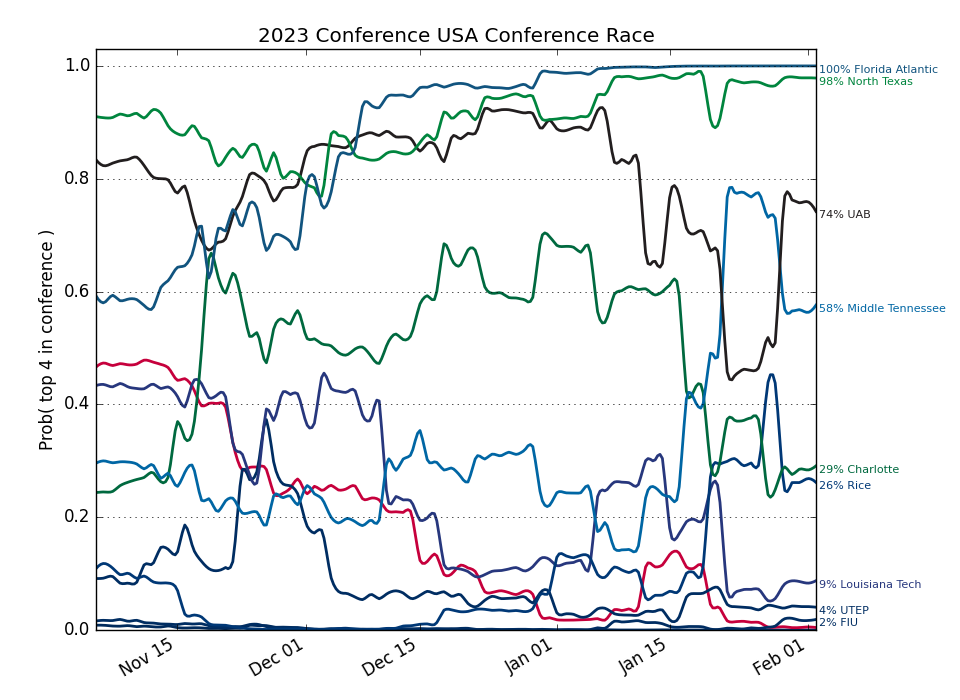 2023 Conference USA Conference Race
Prob( top 4 in conference )
1.0
0.8
0.6
0.4
0.2
0.0
Nov 15
Dec 01
Dec 15
Jan 01
Jan 15
Feb 01
100% Florida Atlantic
98% North Texas
74% UAB
58% Middle Tennessee
29% Charlotte
26% Rice
9% Louisiana Tech
4% UTEP
2% FIU